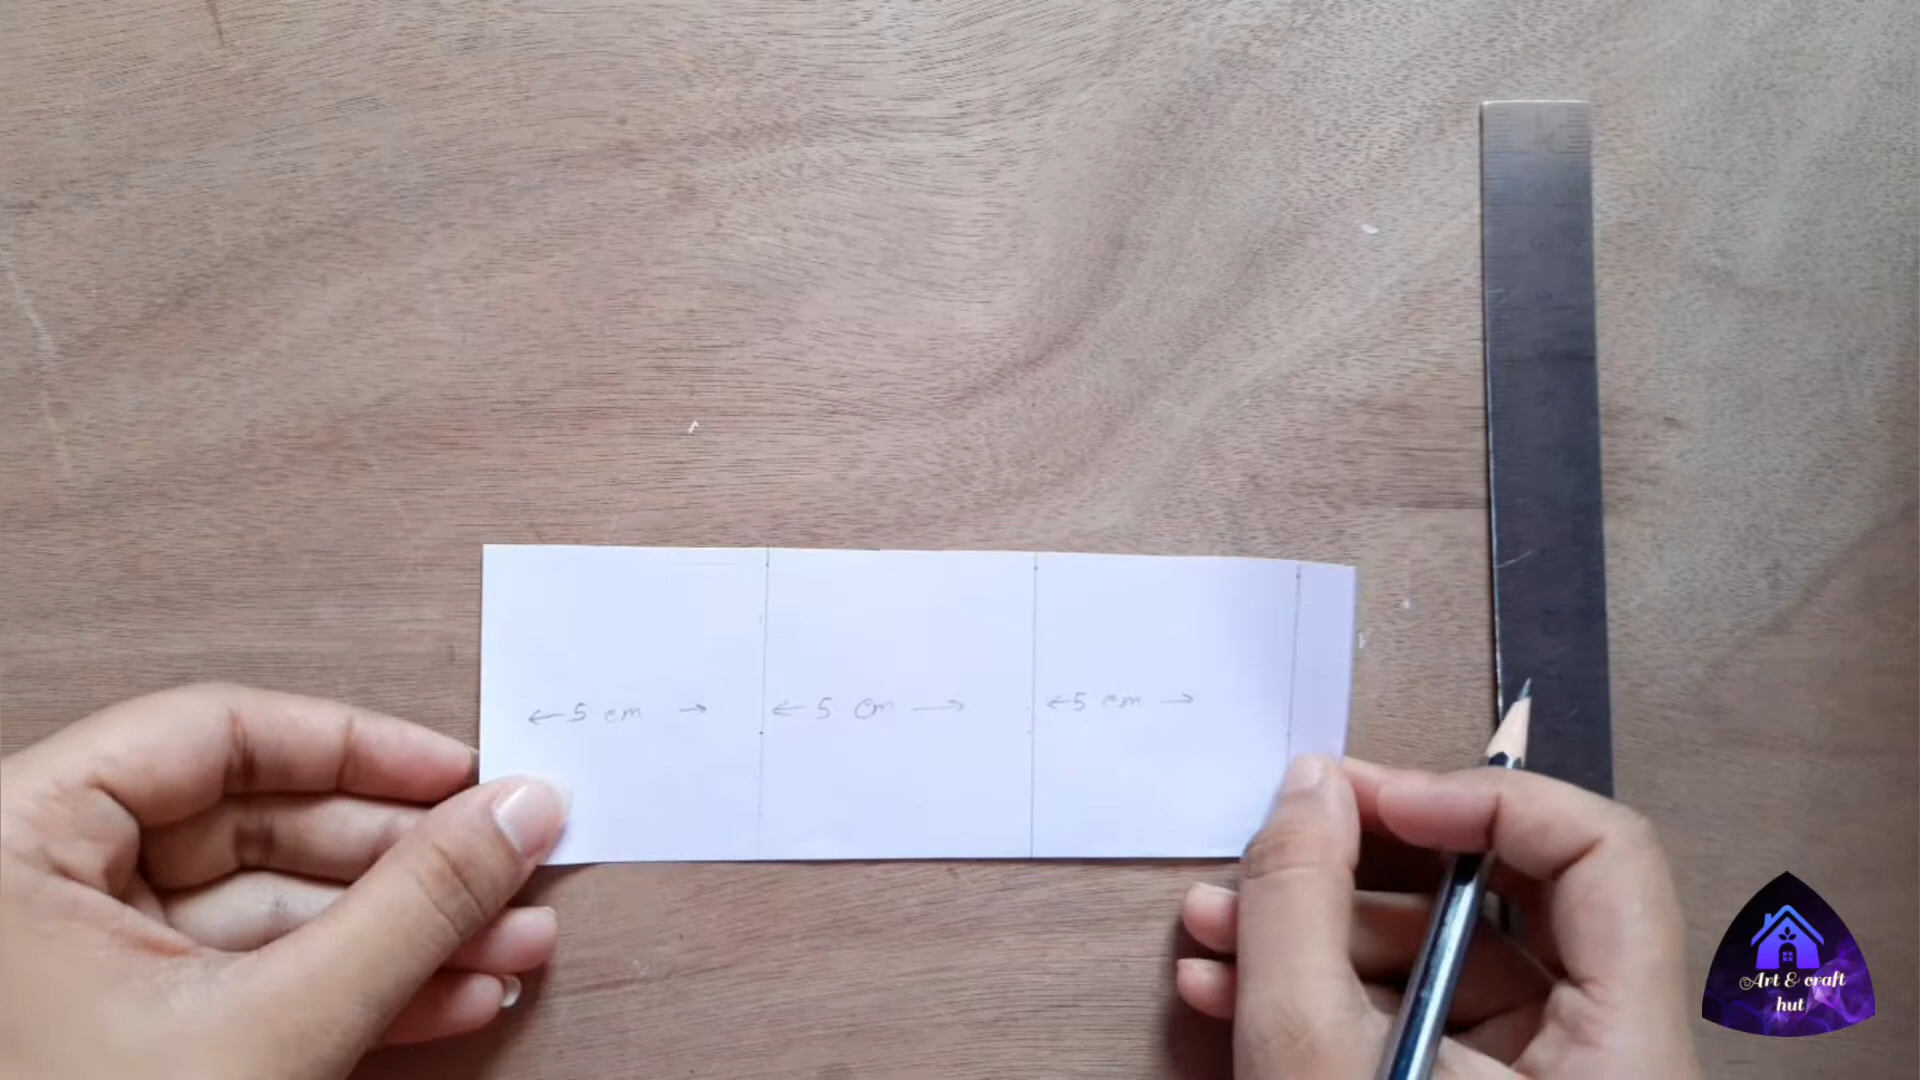 ←5 cm →
←5 cm →
←5 cm →
Art & craft
hut